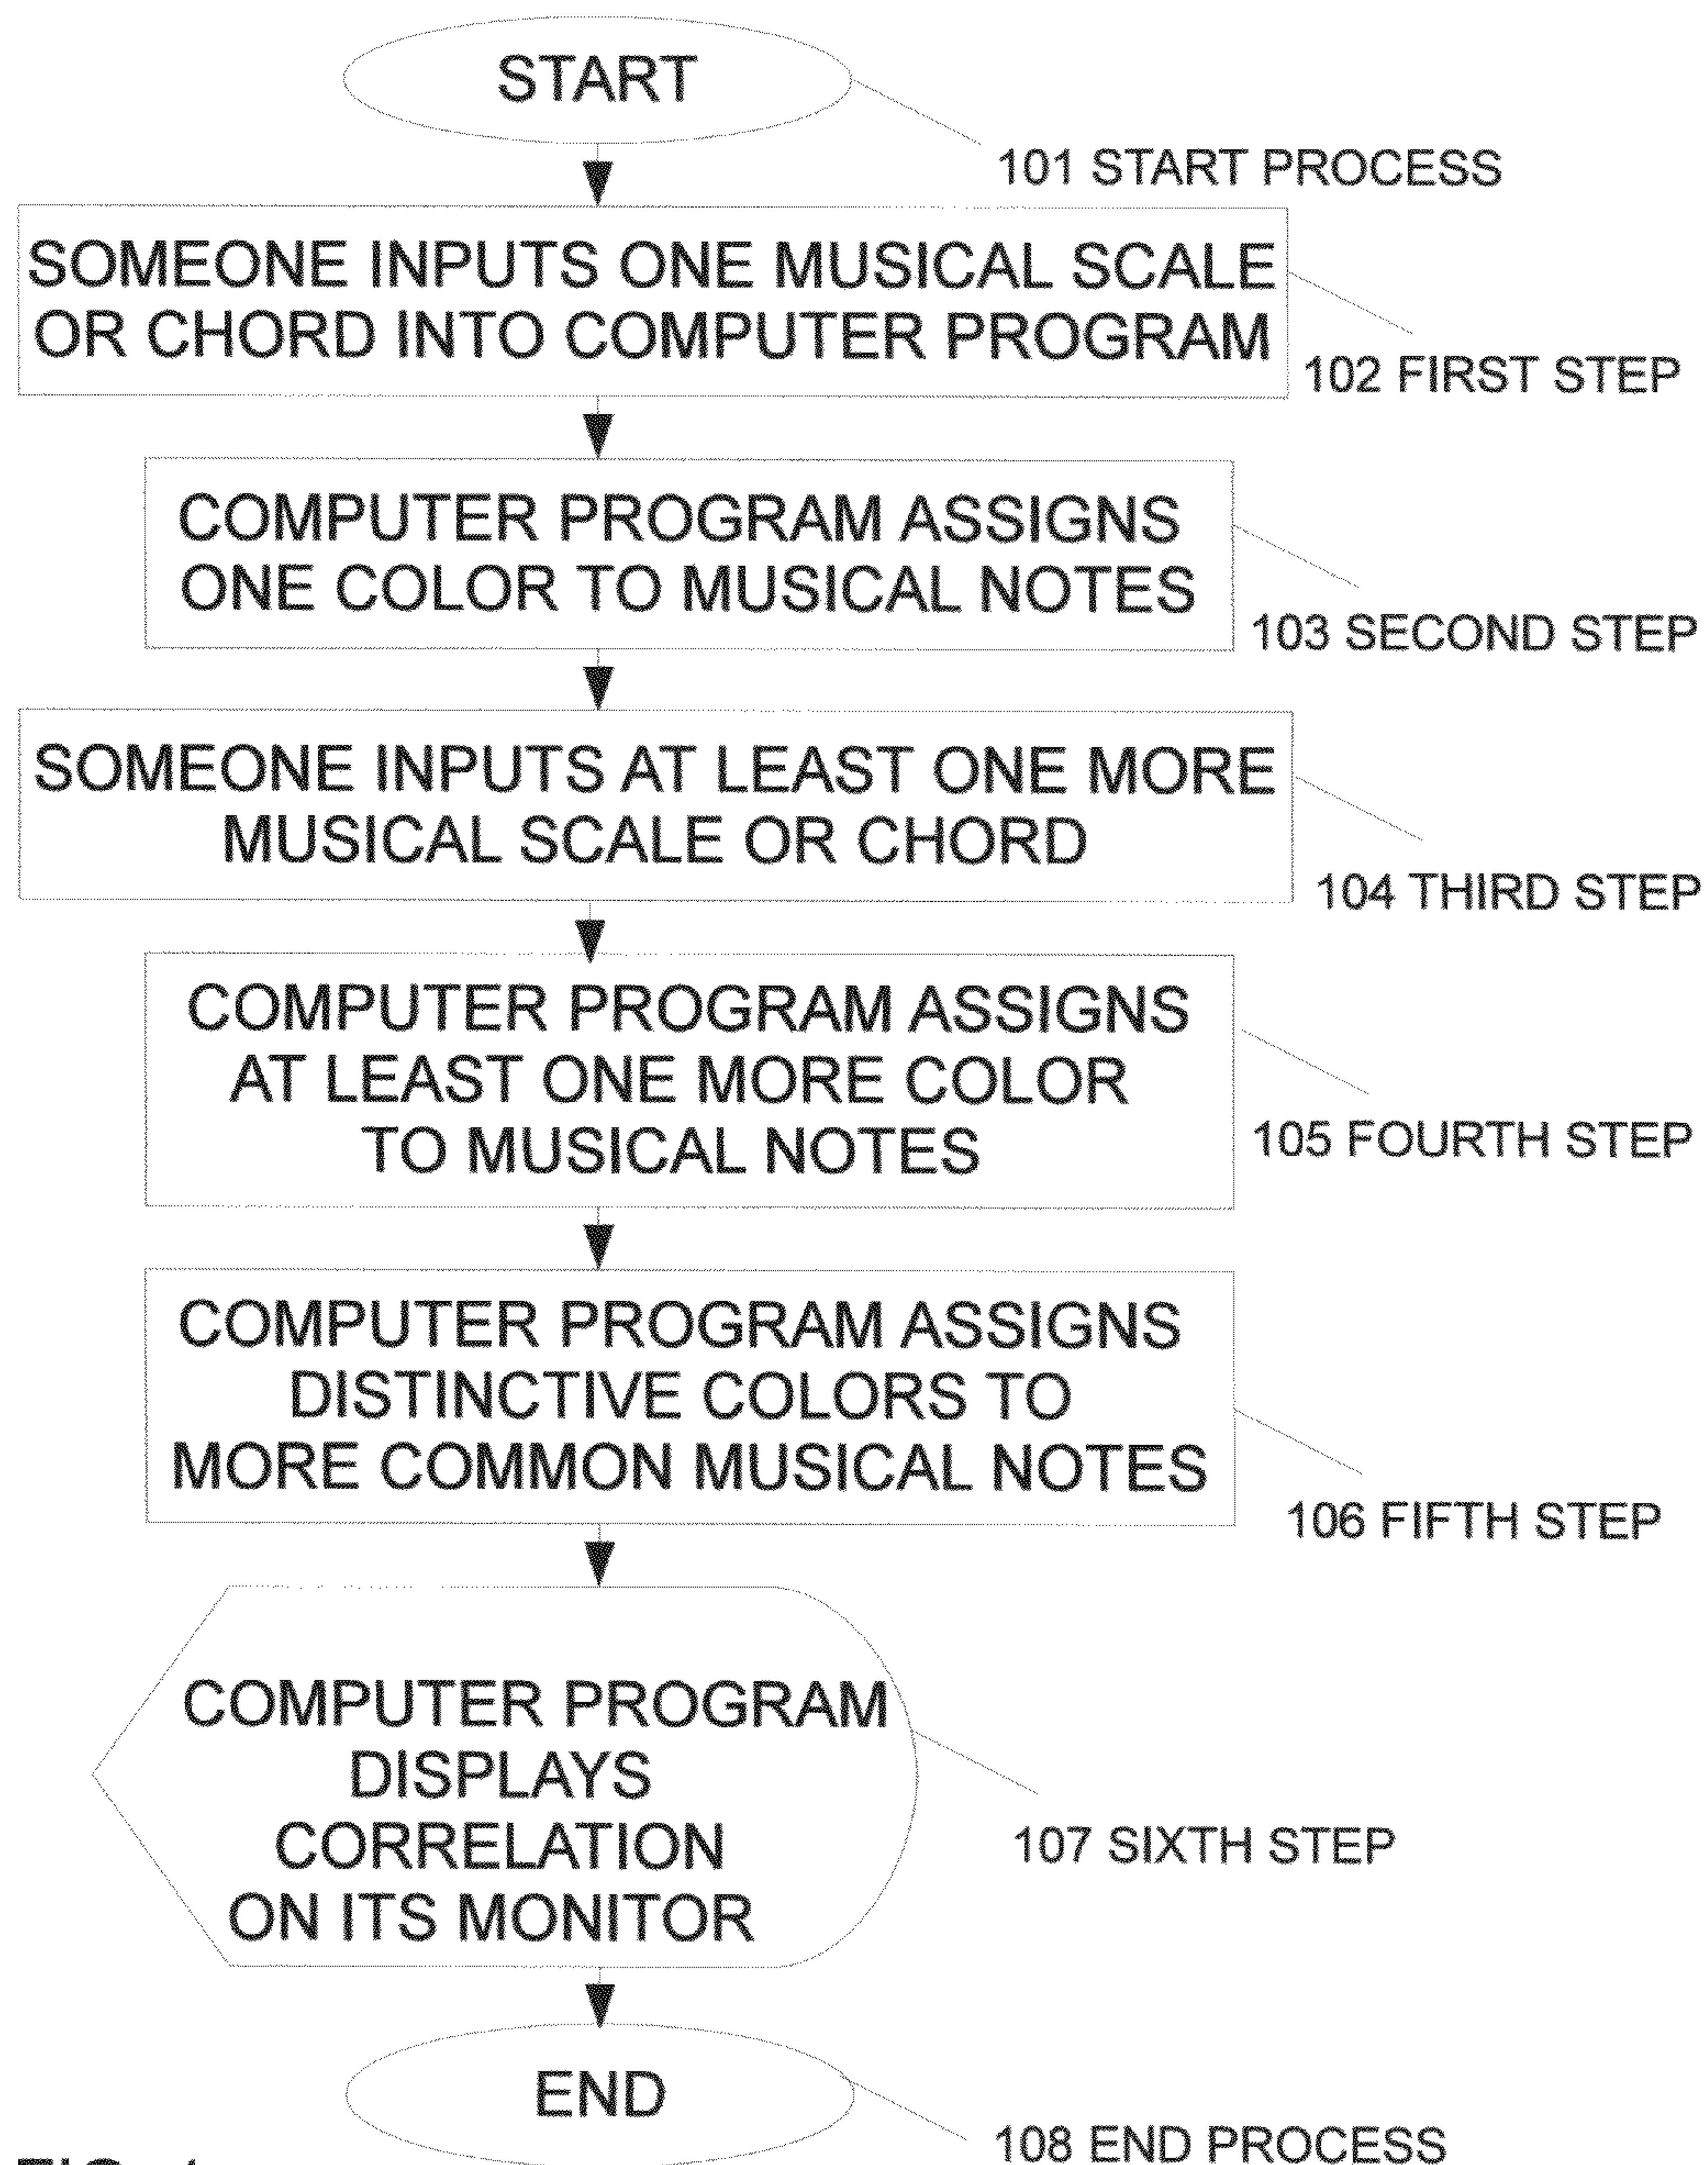 START
101 START PROCESS
SOMEONE INPUTS ONE MUSICAL SCALE
OR CHORD INTO COMPUTER PROGRAM
102 FIRST STEP
COMPUTER PROGRAM ASSIGNS
ONE COLOR TO MUSICAL NOTES
103 SECOND STEP
SOMEONE INPUTS AT LEAST ONE MORE
MUSICAL SCALE OR CHORD
104 THIRD STEP
COMPUTER PROGRAM ASSIGNS
AT LEAST ONE MORE COLOR
TO MUSICAL NOTES
105 FOURTH STEP
COMPUTER PROGRAM ASSIGNS
DISTINCTIVE COLORS TO
MORE COMMON MUSICAL NOTES
106 FIFTH STEP
COMPUTER PROGRAM
DISPLAYS
CORRELATION
ON ITS MONITOR
107 SIXTH STEP
END
108 END PROCESS